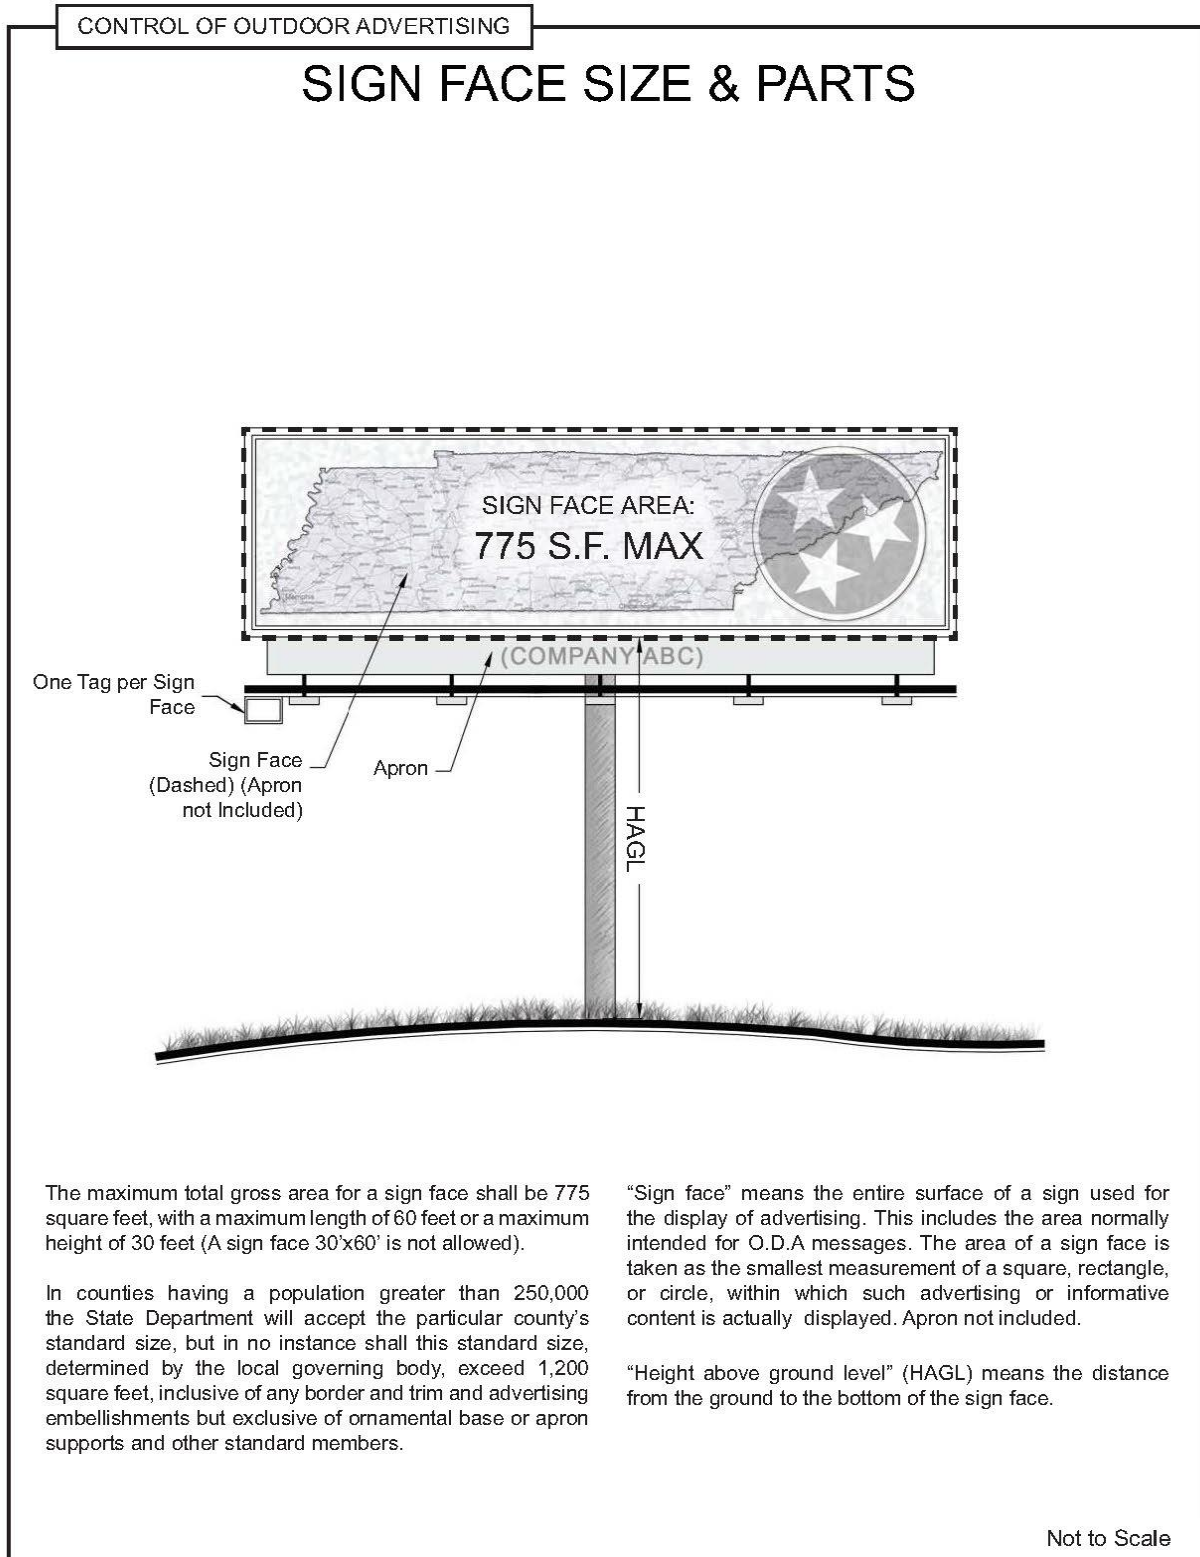 CONTROL OF OUTDOOR ADVERTISING
SIGN FACE SIZE & PARTS
SIGN FACE AREA:
775 S.F. MAX
Memphis
(COMPANY ABC)
One Tag per Sign
Face
Sign Face
(Dashed) (Apron
not Included)
Apron
HAGL
The maximum total gross area for a sign face shall be 775
square feet, with a maximum length of 60 feet or a maximum
height of 30 feet (A sign face 30’x60’ is not allowed).
In counties having a population greater than 250,000
the State Department will accept the particular county’s
standard size, but in no instance shall this standard size,
determined by the local governing body, exceed 1,200
square feet, inclusive of any border and trim and advertising
embellishments but exclusive of ornamental base or apron
supports and other standard members.
“Sign face” means the entire surface of a sign used for
the display of advertising. This includes the area normally
intended for O.D.A messages. The area of a sign face is
taken as the smallest measurement of a square, rectangle,
or circle, within which such advertising or informative
content is actually displayed. Apron not included.
“Height above ground level” (HAGL) means the distance
from the ground to the bottom of the sign face.
Not to Scale